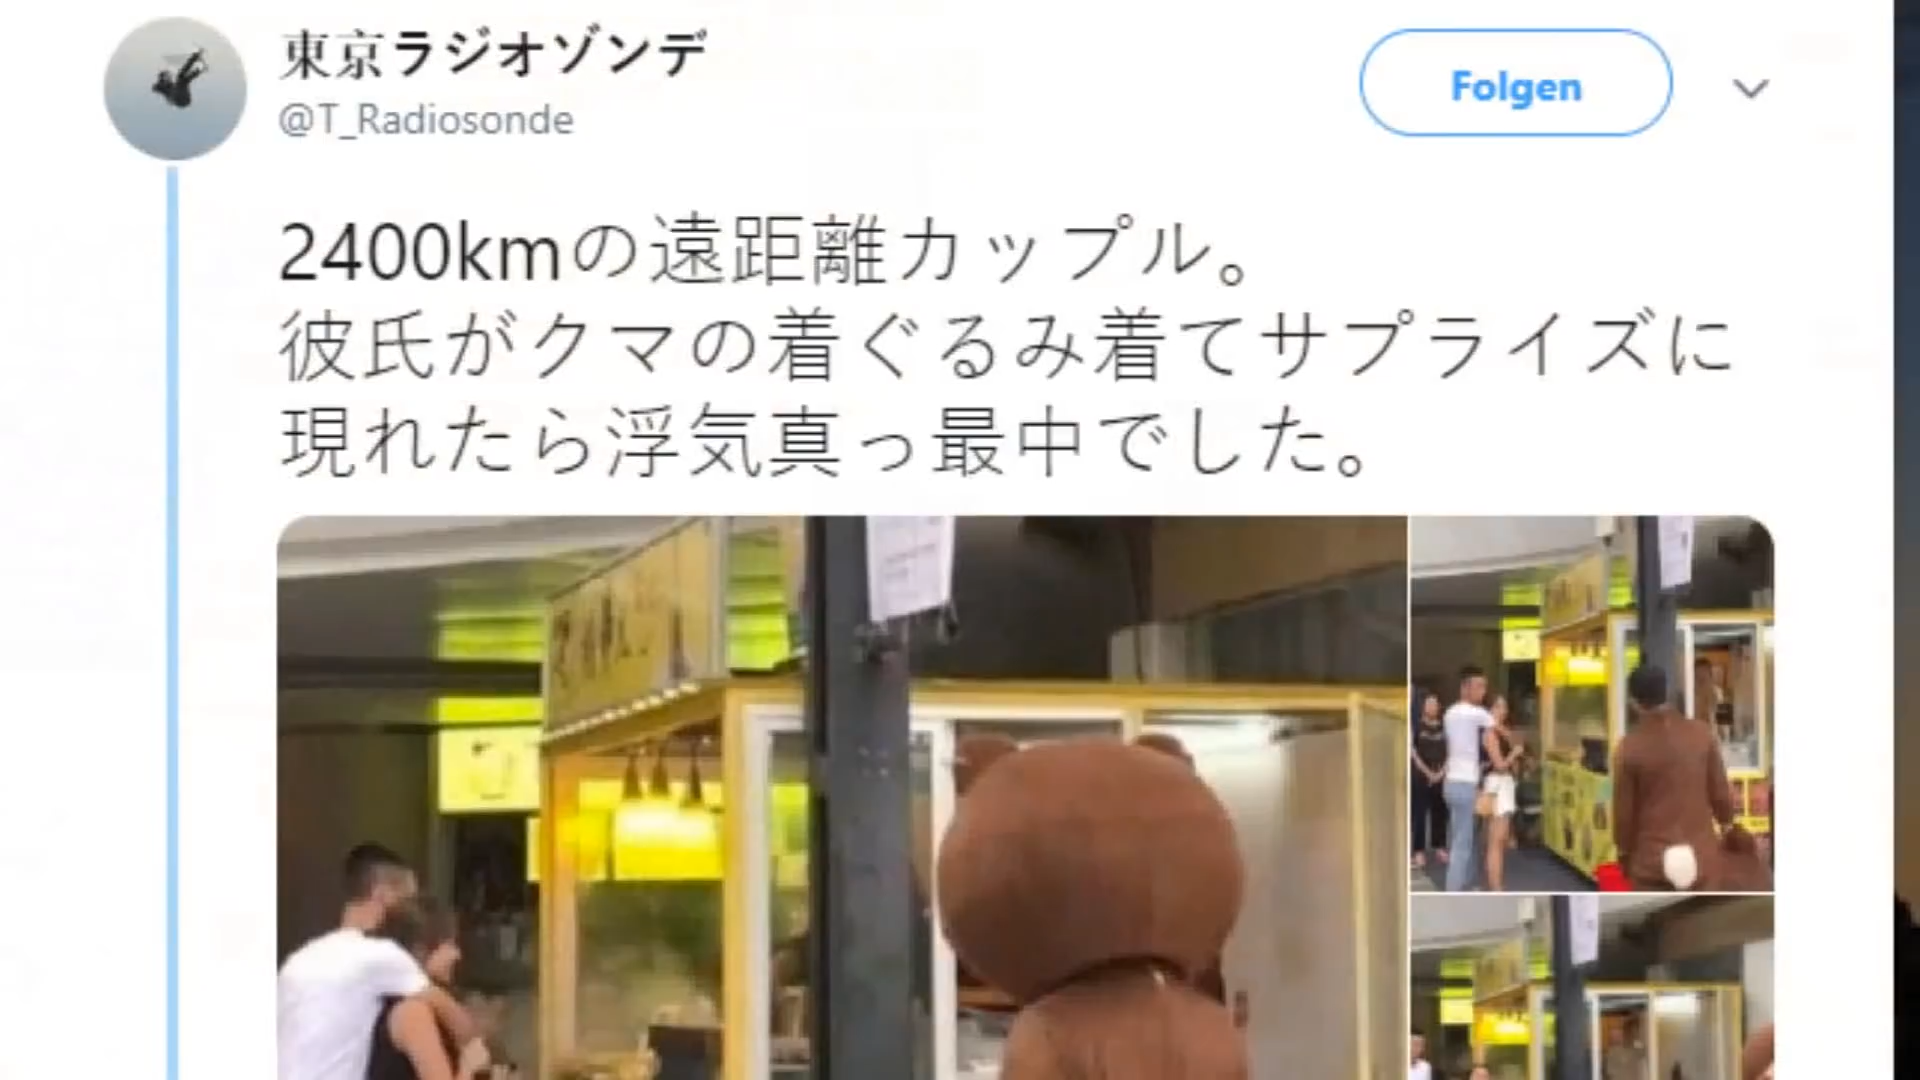 東京ラジオゾンデ
@T_Radiosonde
Folgen
2400kmの遠距離カップル。
彼氏がクマの着ぐるみ着てサプライズに
現れたら浮気真っ最中でした。